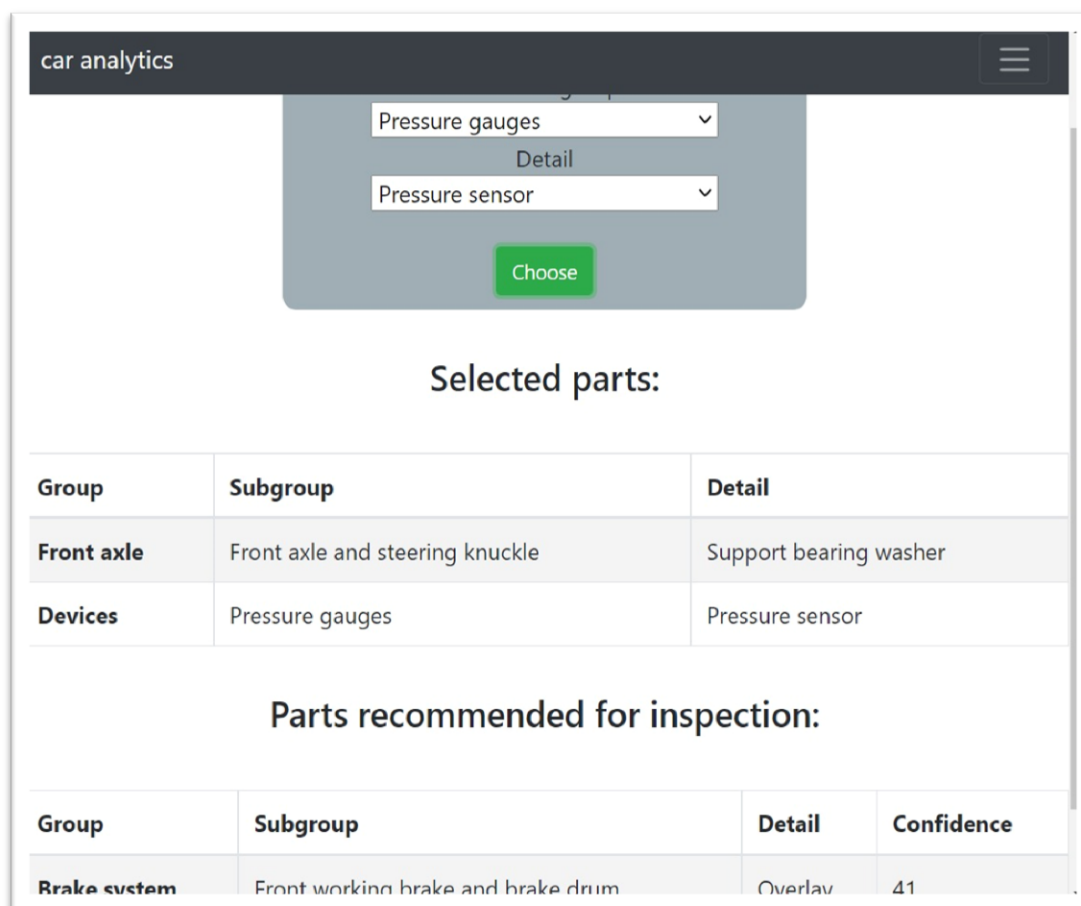 car analytics
Pressure gauges
Detail
Pressure sensor
Choose
Selected parts:
Group Subgroup Detail
Front axle Front axle and steering knuckle Support bearing washer
Devices Pressure gauges Pressure sensor
Parts recommended for inspection:
Group Subgroup Detail Confidence
Brake system Front working brake and brake drum Overlay 41